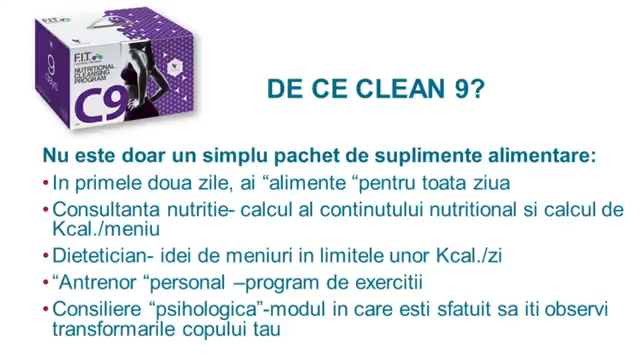 F.I.T.
NUTRITIONAL
CLEANSING
PROGRAM
C9
9
DE CE CLEAN 9?
Nu este doar un simplu pachet de suplimente alimentare:
• In primele doua zile, ai “alimente “pentru toata ziua
• Consultanta nutritie- calcul al continutului nutritional si calcul de
Kcal./meniu
• Dietetician- idei de meniuri in limitele unor Kcal./zi
• “Antrenor “personal –program de exercitii
• Consiliere “psihologica”-modul in care esti sfatuit sa iti observi
transformarile copului tau